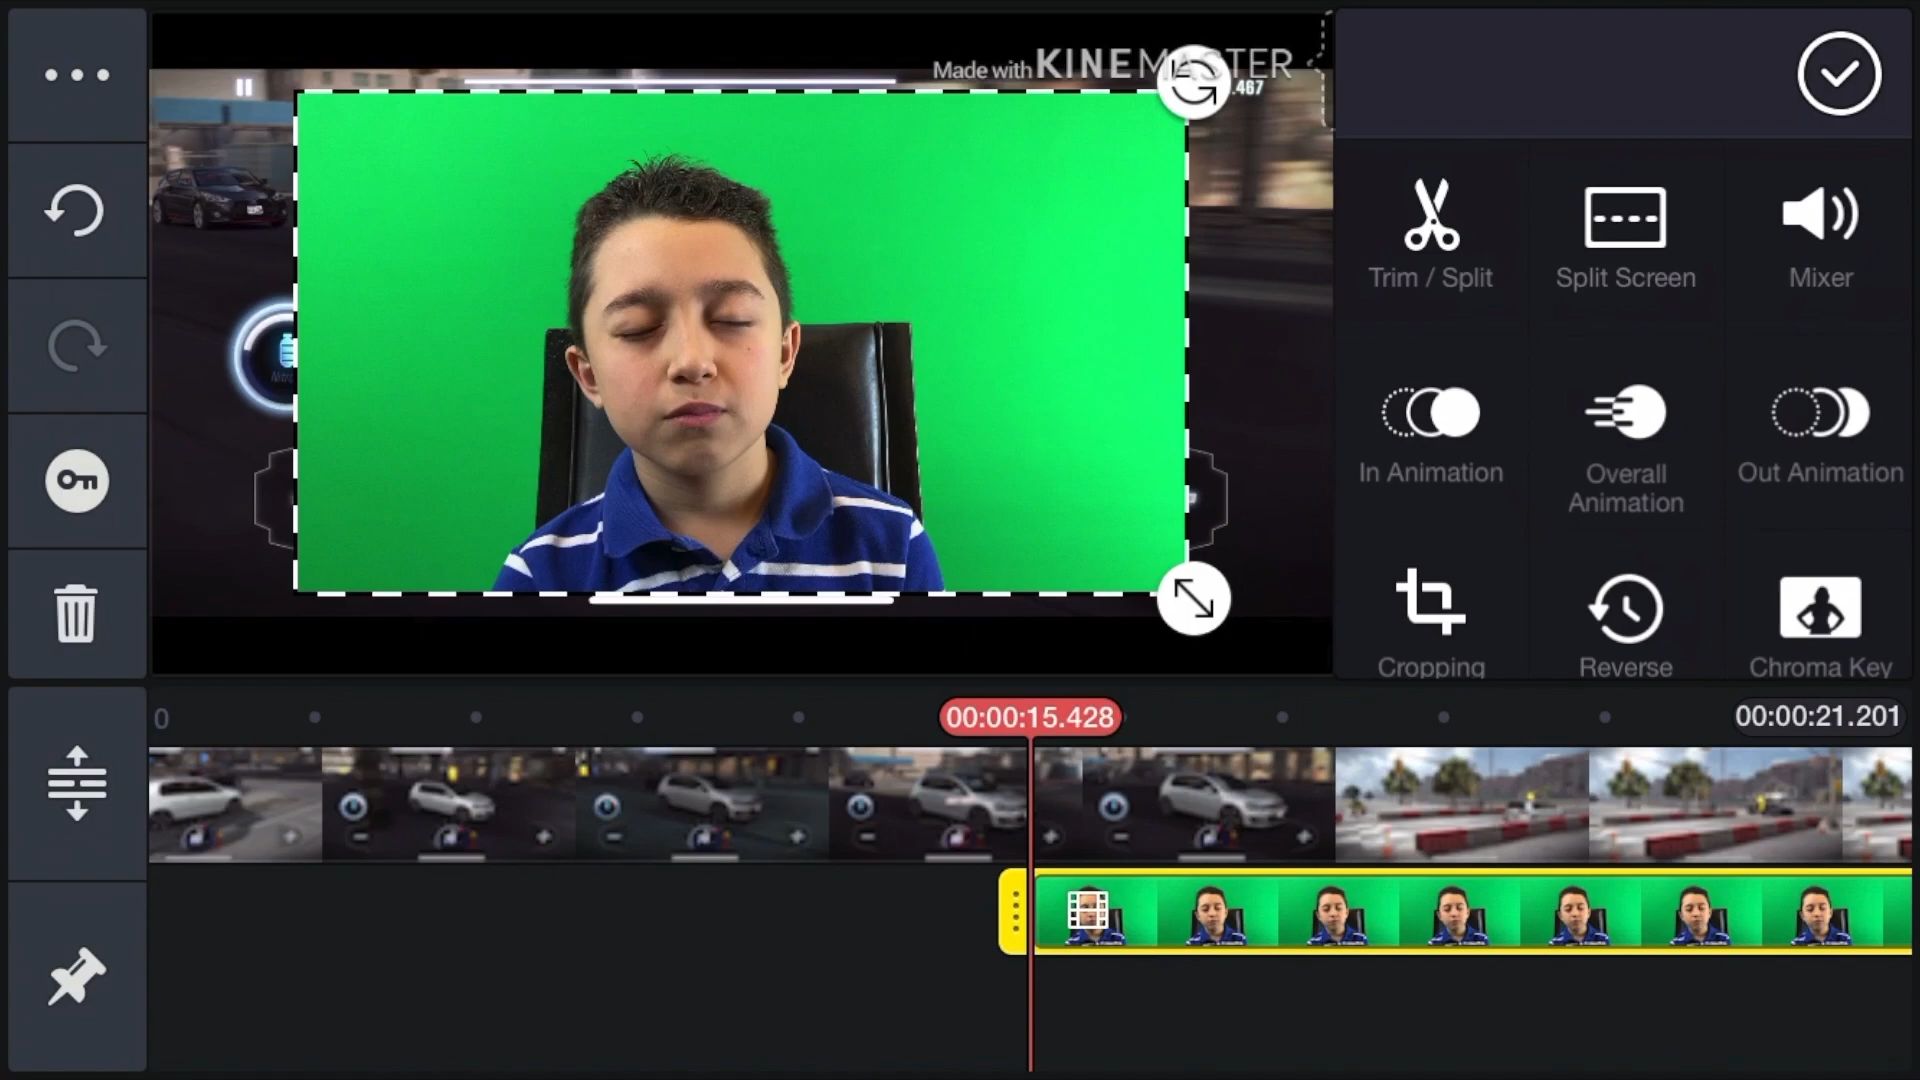 Made with KINEMASTER
.467
Trim / Split
Split Screen
Mixer
In Animation
Overall
Animation
Out Animation
Cropping
Reverse
Chroma Key
0
00:00:15.428
00:00:21.201